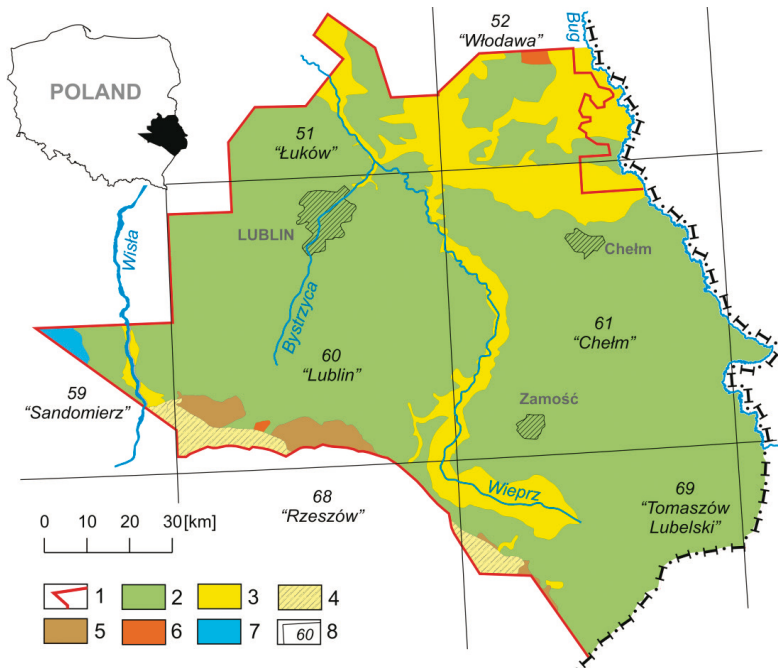 52
“Włodawa”
Bug
POLAND
51
“Łuków”
Wisła
LUBLIN
Chełm
Bystrzyca
61
“Chełm”
60
“Lublin”
59
“Sandomierz”
Zamość
Wieprz
69
“Tomaszów
Lubelski”
68
“Rzeszów”
0 10 20 30 [km]
1 2 3 4
5 6 7 60 8